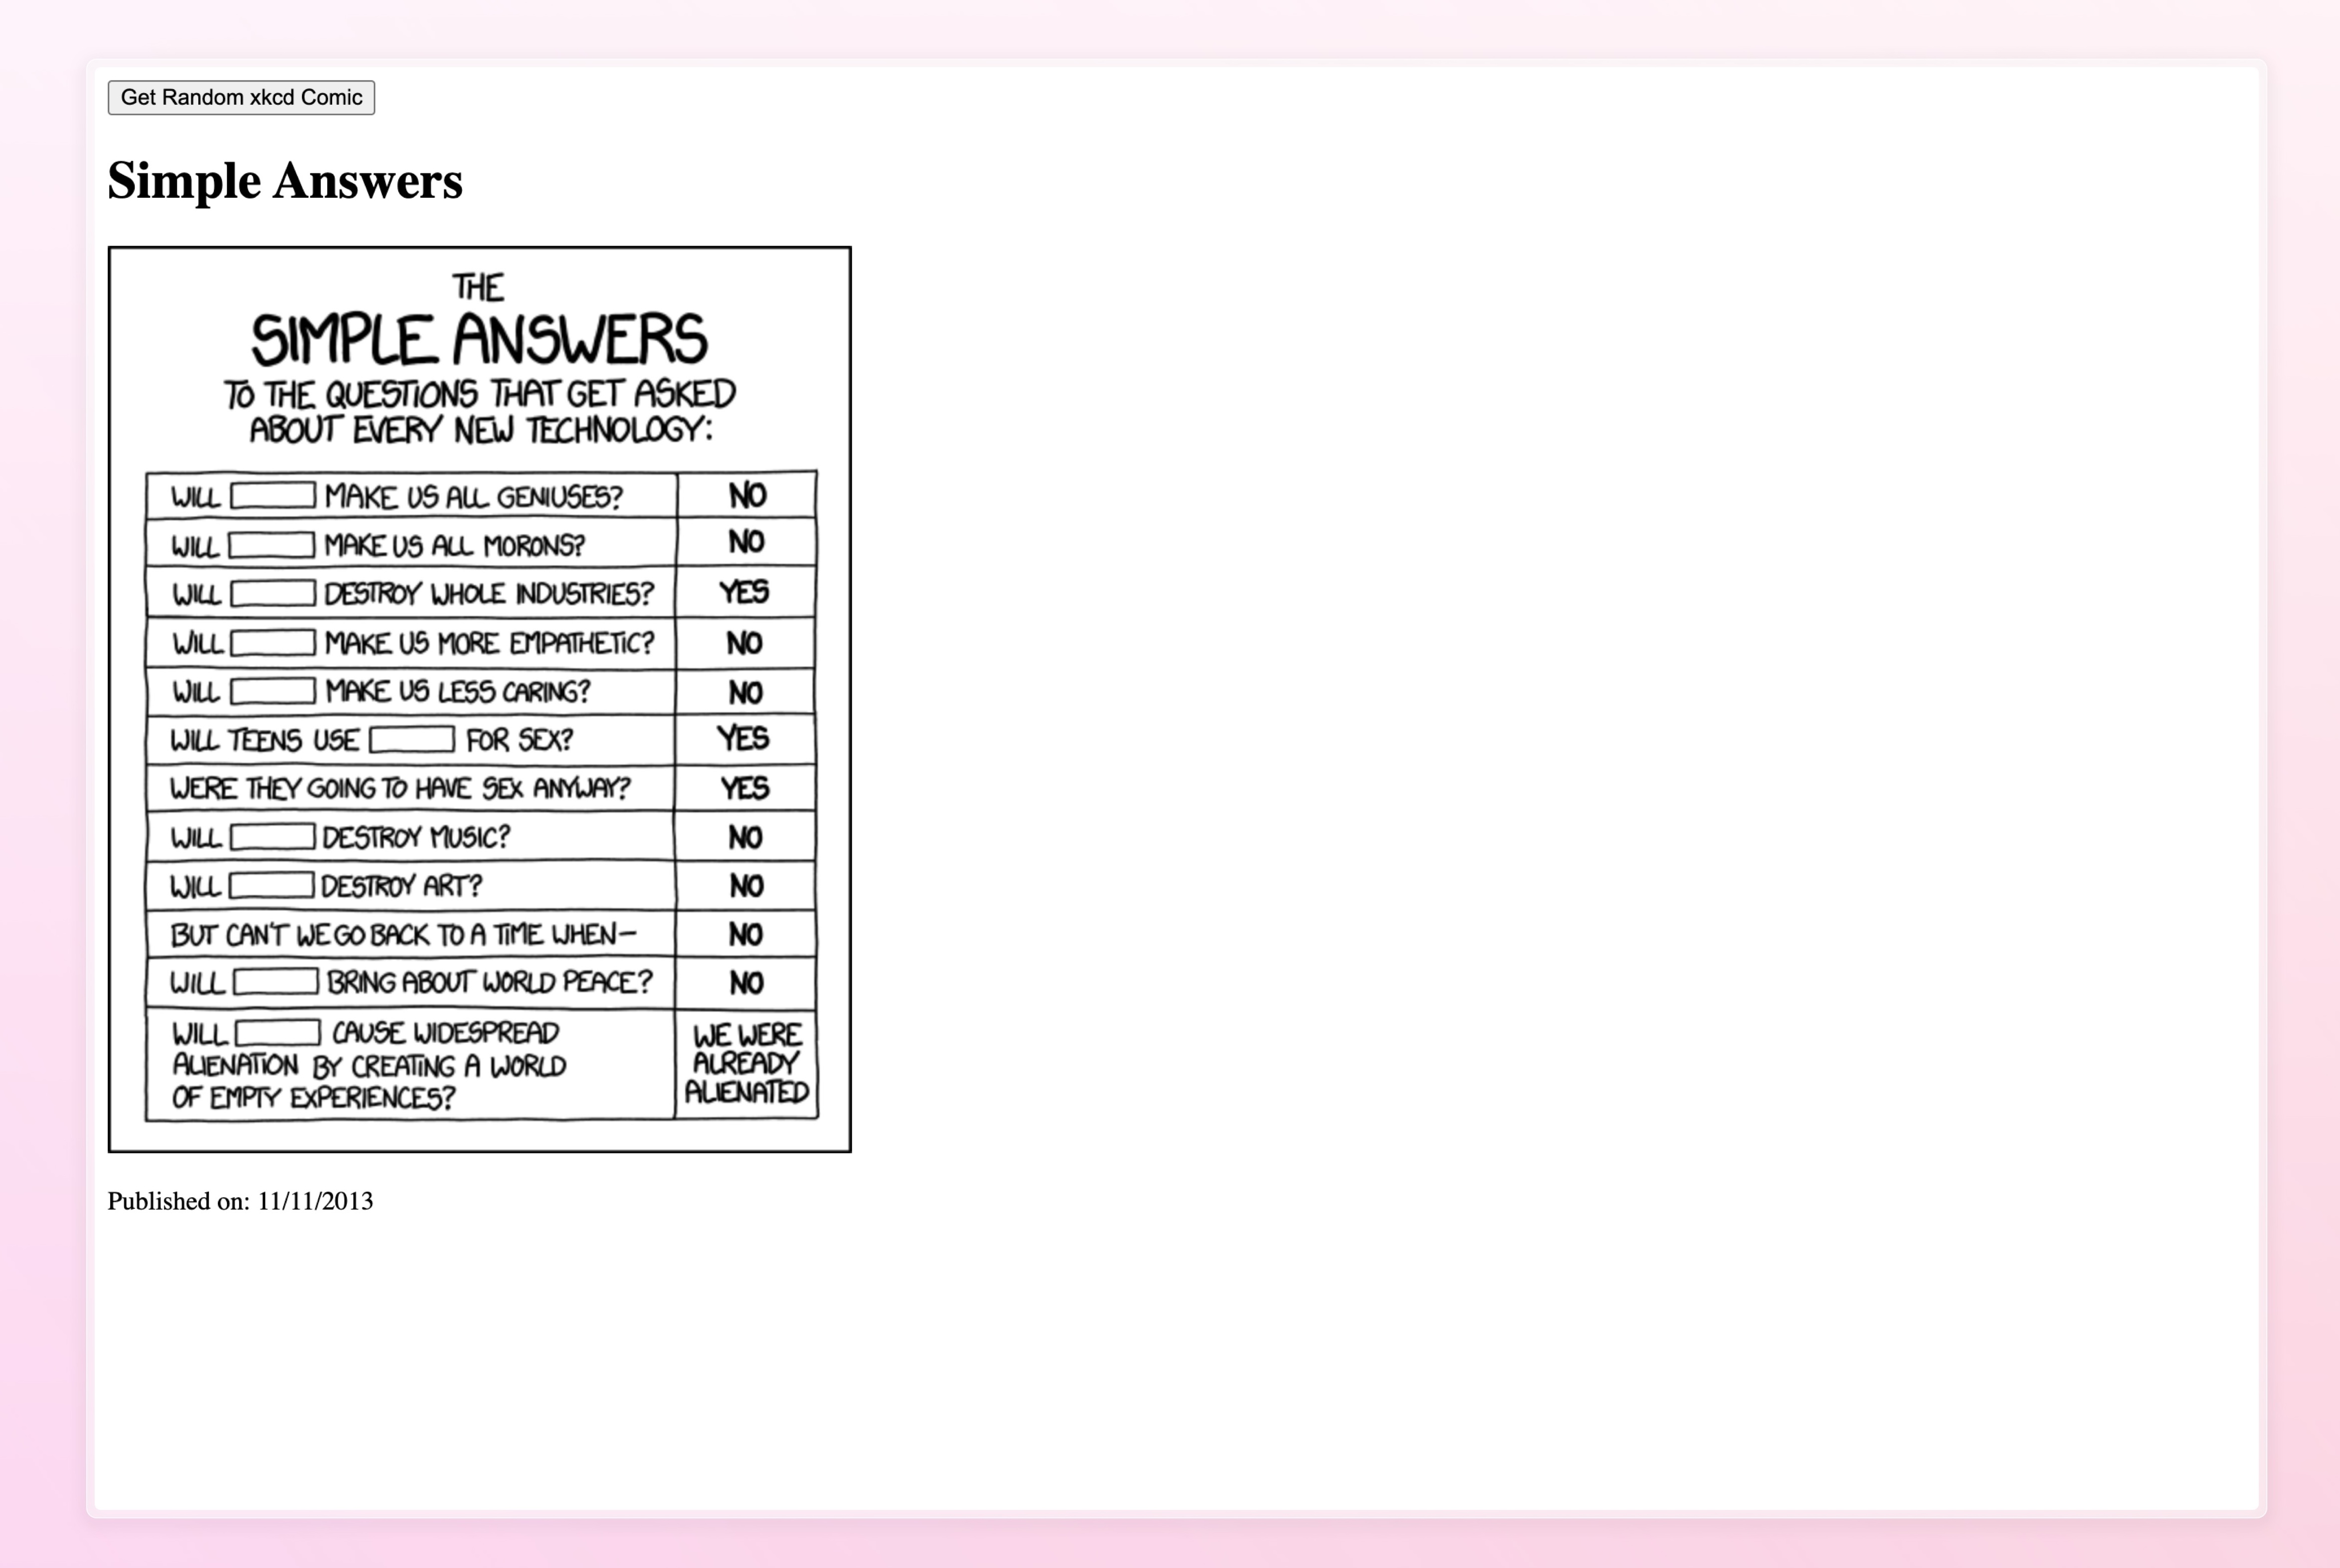 Get Random xkcd Comic
Simple Answers
THE
SIMPLE ANSWERS
TO THE QUESTIONS THAT GET ASKED
ABOUT EVERY NEW TECHNOLOGY:
WILL MAKE US ALL GENIUSES? NO
WILL MAKE US ALL MORONS? NO
WILL DESTROY WHOLE INDUSTRIES? YES
WILL MAKE US MORE EMPATHETIC? NO
WILL MAKE US LESS CARING? NO
WILL TEENS USE FOR SEX? YES
WERE THEY GOING TO HAVE SEX ANYWAY? YES
WILL DESTROY MUSIC? NO
WILL DESTROY ART? NO
BUT CAN'T WE GO BACK TO A TIME WHEN— NO
WILL BRING ABOUT WORLD PEACE? NO
WILL CAUSE WIDESPREAD
ALIENATION BY CREATING A WORLD
OF EMPTY EXPERIENCES?
WE WERE
ALREADY
ALIENATED
Published on: 11/11/2013